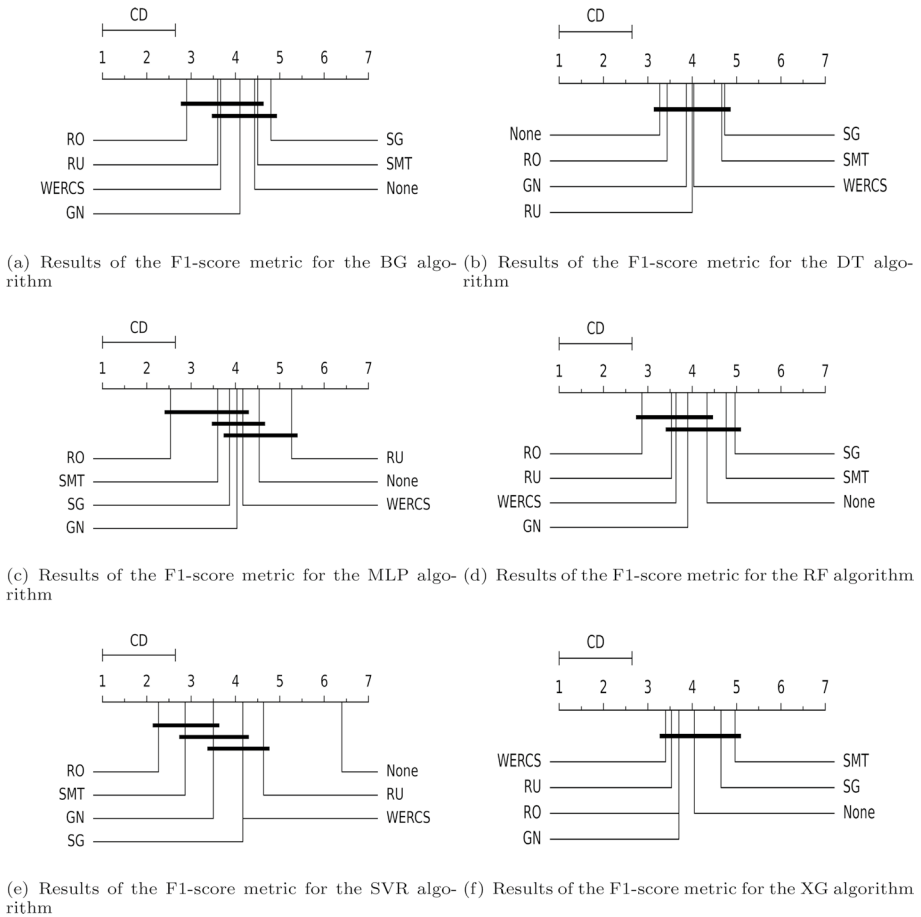 CD
1 2 3 4 5 6 7
RO SG
RU SMT
WERCS None
GN
(a) Results of the F1-score metric for the BG algo-
rithm
CD
1 2 3 4 5 6 7
None SG
RO SMT
GN WERCS
RU
(b) Results of the F1-score metric for the DT algo-
rithm
CD
1 2 3 4 5 6 7
RO RU
SMT None
SG WERCS
GN
(c) Results of the F1-score metric for the MLP algo-
rithm
CD
1 2 3 4 5 6 7
RO SG
RU SMT
WERCS None
GN
(d) Results of the F1-score metric for the RF algorithm
CD
1 2 3 4 5 6 7
RO None
SMT RU
GN WERCS
SG
(e) Results of the F1-score metric for the SVR algo-
rithm
CD
1 2 3 4 5 6 7
WERCS SMT
RU SG
RO None
GN
(f) Results of the F1-score metric for the XG algorithm